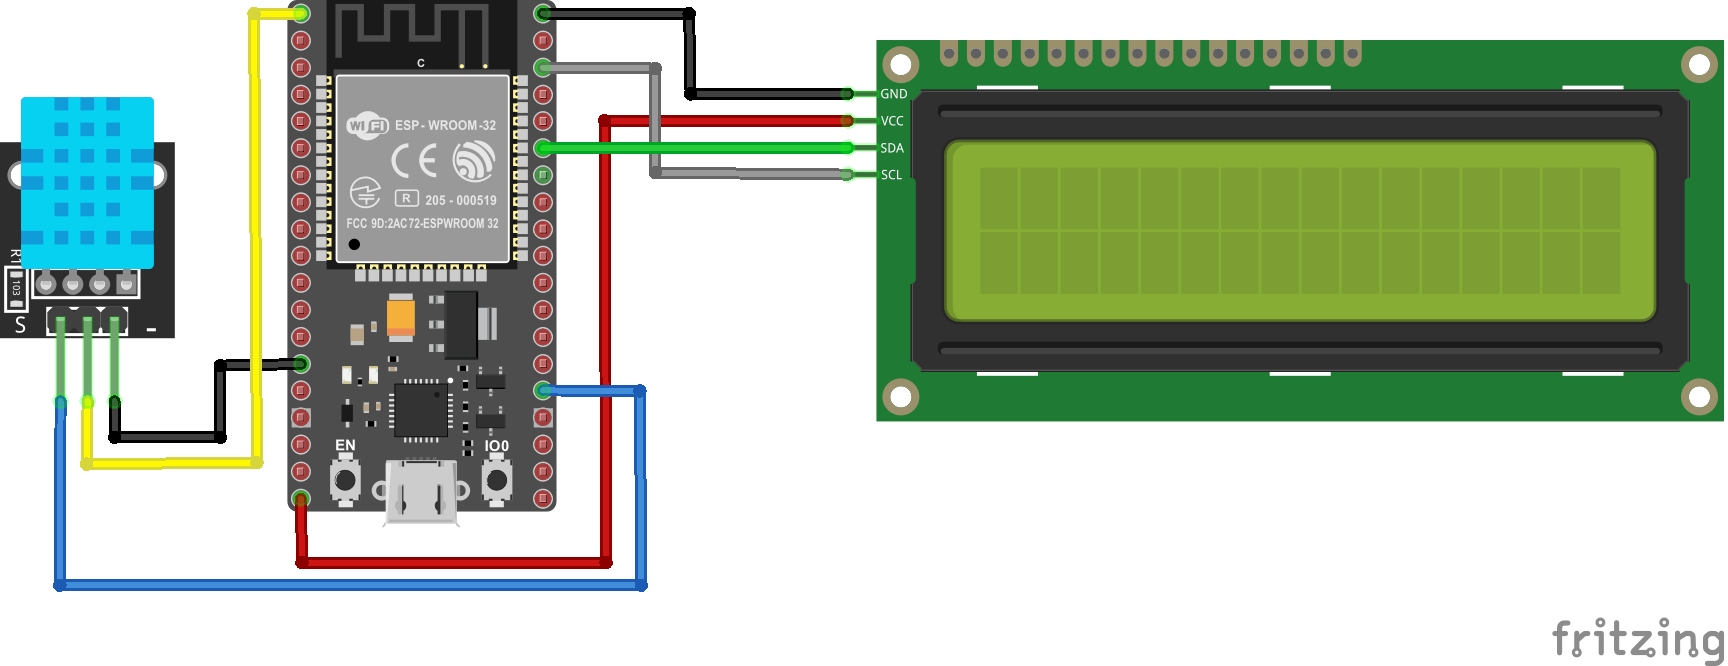 C
WiFi ESP-WROOM-32
CE
R 205-000519
FCC 9D:2AC72-ESPWROOM 32
GND
VCC
SDA
SCL
R1
103
S
-
EN
IO0
fritzing